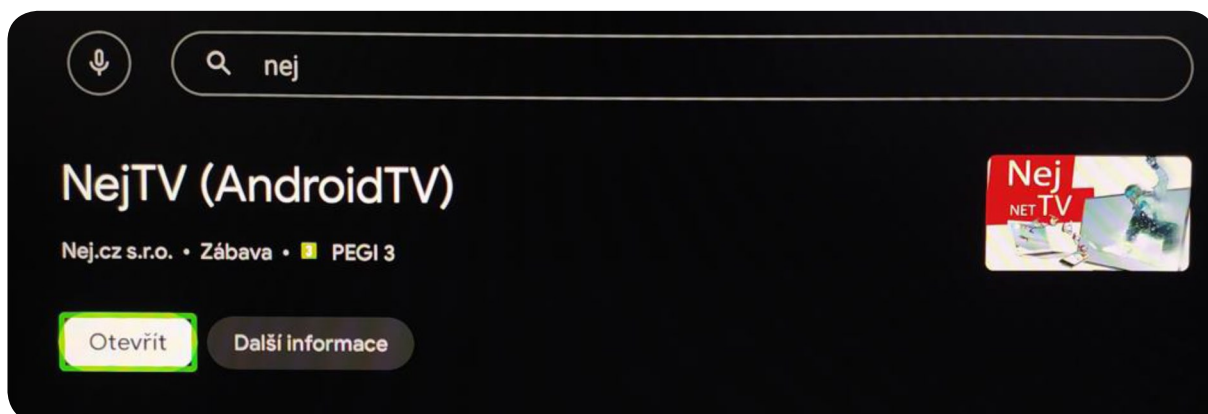 nej
NejTV (AndroidTV)
Nej.cz s.r.o. • Zábava • 3 PEGI 3
Otevřít
Další informace
Nej
NET TV